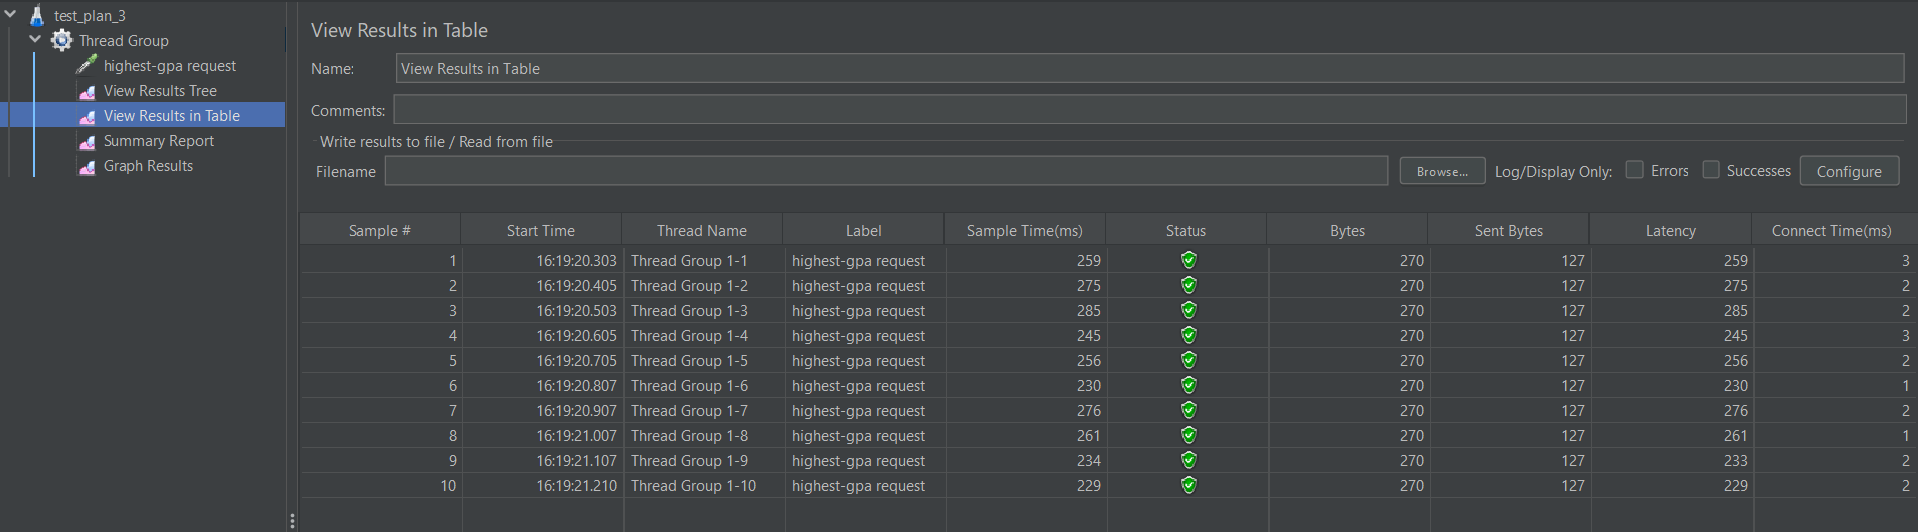 test_plan_3
Thread Group
highest-gpa request
View Results Tree
View Results in Table
Summary Report
Graph Results
View Results in Table
Name: View Results in Table
Comments:
Write results to file / Read from file
Filename Browse... Log/Display Only: Errors Successes Configure
Sample # Start Time Thread Name Label Sample Time(ms) Status Bytes Sent Bytes Latency Connect Time(ms)
1 16:19:20.303 Thread Group 1-1 highest-gpa request 259 270 127 259 3
2 16:19:20.405 Thread Group 1-2 highest-gpa request 275 270 127 275 2
3 16:19:20.503 Thread Group 1-3 highest-gpa request 285 270 127 285 2
4 16:19:20.605 Thread Group 1-4 highest-gpa request 245 270 127 245 3
5 16:19:20.705 Thread Group 1-5 highest-gpa request 256 270 127 256 2
6 16:19:20.807 Thread Group 1-6 highest-gpa request 230 270 127 230 1
7 16:19:20.907 Thread Group 1-7 highest-gpa request 276 270 127 276 2
8 16:19:21.007 Thread Group 1-8 highest-gpa request 261 270 127 261 1
9 16:19:21.107 Thread Group 1-9 highest-gpa request 234 270 127 233 2
10 16:19:21.210 Thread Group 1-10 highest-gpa request 229 270 127 229 2